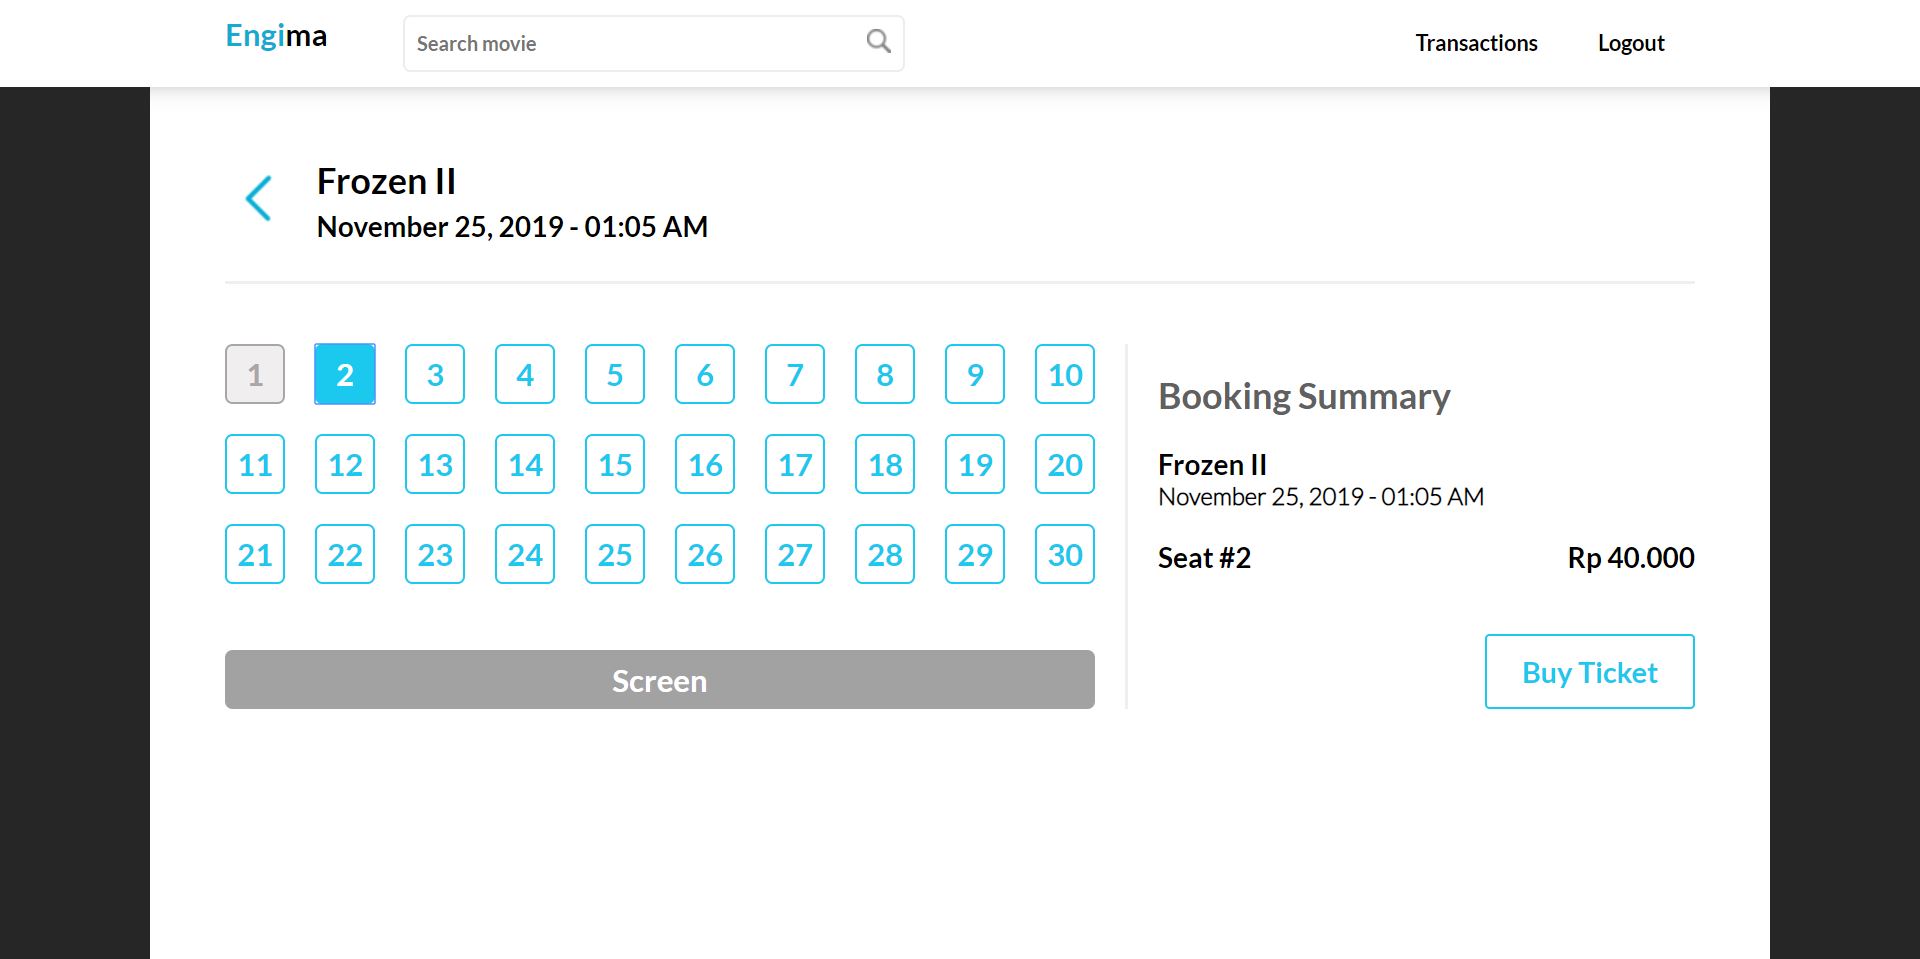 Engima
Search movie
Transactions
Logout
Frozen II
November 25, 2019 - 01:05 AM
1 2 3 4 5 6 7 8 9 10
11 12 13 14 15 16 17 18 19 20
21 22 23 24 25 26 27 28 29 30
Screen
Booking Summary
Frozen II
November 25, 2019 - 01:05 AM
Seat #2 Rp 40.000
Buy Ticket